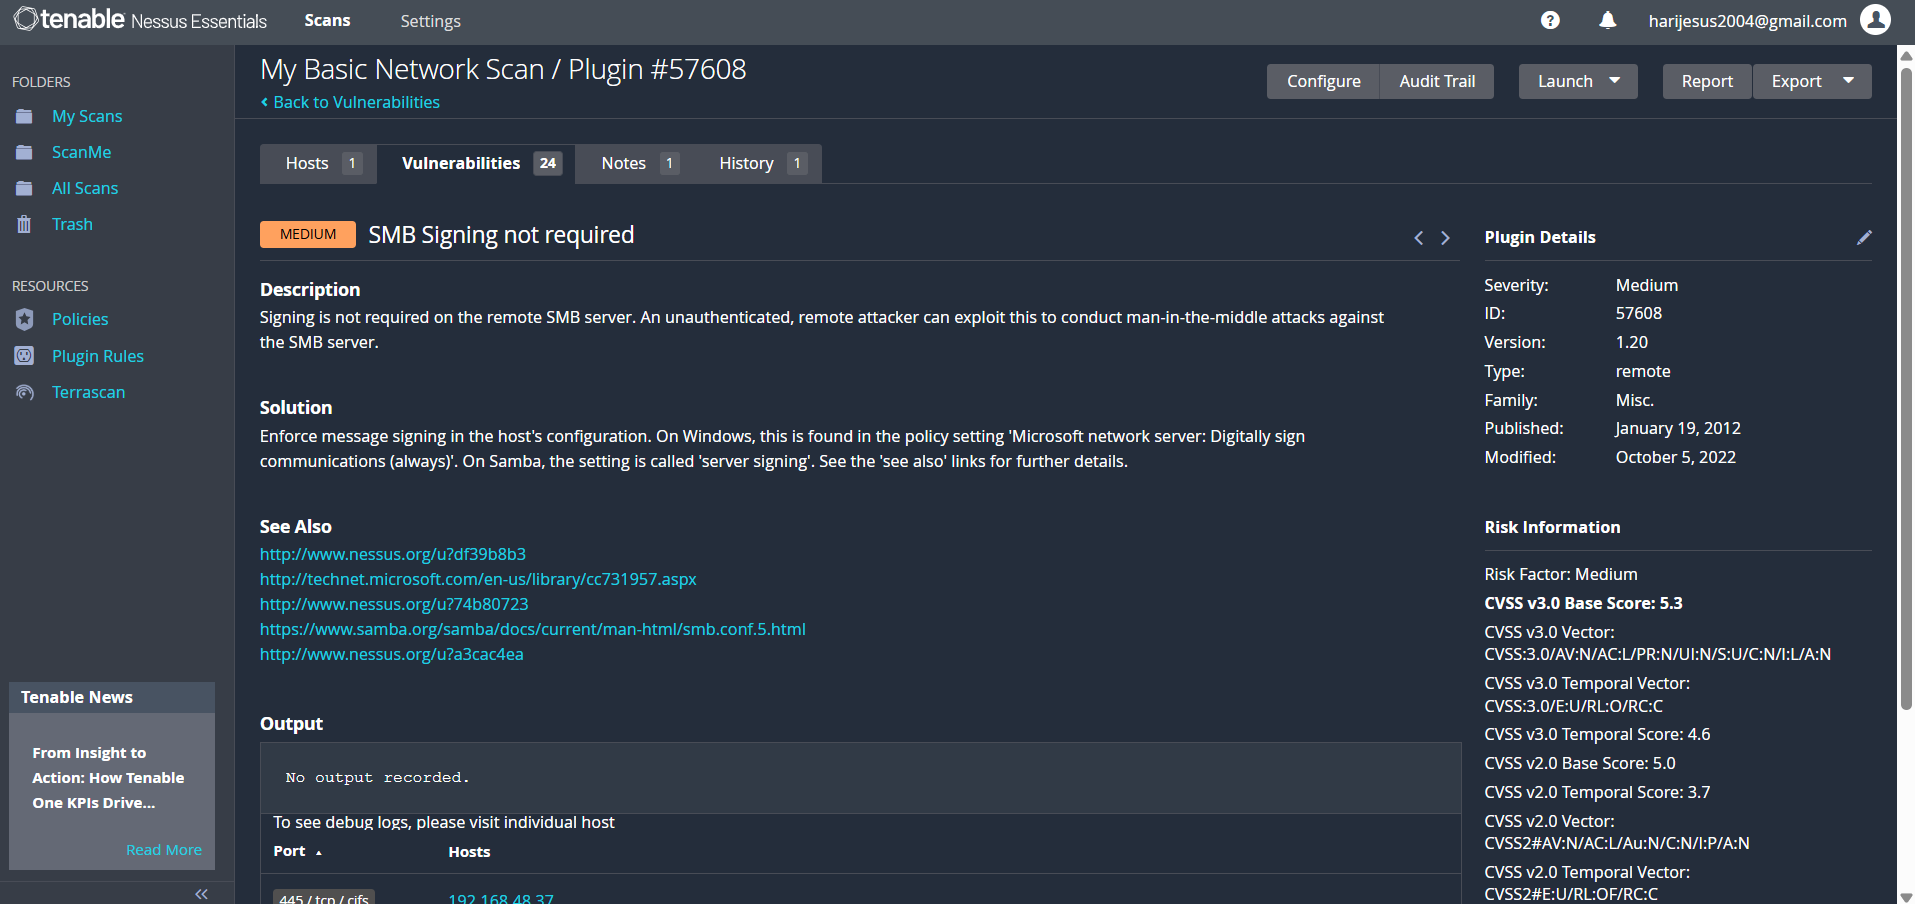 tenable Nessus Essentials
Scans
Settings
?
harijesus2004@gmail.com
FOLDERS
My Scans
ScanMe
All Scans
Trash
RESOURCES
Policies
Plugin Rules
Terrascan
Tenable News
From Insight to
Action: How Tenable
One KPIs Drive...
Read More
My Basic Network Scan / Plugin #57608
Back to Vulnerabilities
Configure
Audit Trail
Launch
Report
Export
Hosts 1
Vulnerabilities 24
Notes 1
History 1
MEDIUM SMB Signing not required
Description
Signing is not required on the remote SMB server. An unauthenticated, remote attacker can exploit this to conduct man-in-the-middle attacks against
the SMB server.
Solution
Enforce message signing in the host's configuration. On Windows, this is found in the policy setting 'Microsoft network server: Digitally sign
communications (always)'. On Samba, the setting is called 'server signing'. See the 'see also' links for further details.
See Also
http://www.nessus.org/u?df39b8b3
http://technet.microsoft.com/en-us/library/cc731957.aspx
http://www.nessus.org/u?74b80723
https://www.samba.org/samba/docs/current/man-html/smb.conf.5.html
http://www.nessus.org/u?a3cac4ea
Output
No output recorded.
To see debug logs, please visit individual host
Port Hosts
445 / tcp / cifs 192.168.48.37
Plugin Details
Severity: Medium
ID: 57608
Version: 1.20
Type: remote
Family: Misc.
Published: January 19, 2012
Modified: October 5, 2022
Risk Information
Risk Factor: Medium
CVSS v3.0 Base Score: 5.3
CVSS v3.0 Vector:
CVSS:3.0/AV:N/AC:L/PR:N/UI:N/S:U/C:N/I:L/A:N
CVSS v3.0 Temporal Vector:
CVSS:3.0/E:U/RL:O/RC:C
CVSS v3.0 Temporal Score: 4.6
CVSS v2.0 Base Score: 5.0
CVSS v2.0 Temporal Score: 3.7
CVSS v2.0 Vector:
CVSS2#AV:N/AC:L/Au:N/C:N/I:P/A:N
CVSS v2.0 Temporal Vector:
CVSS2#E:U/RL:OF/RC:C